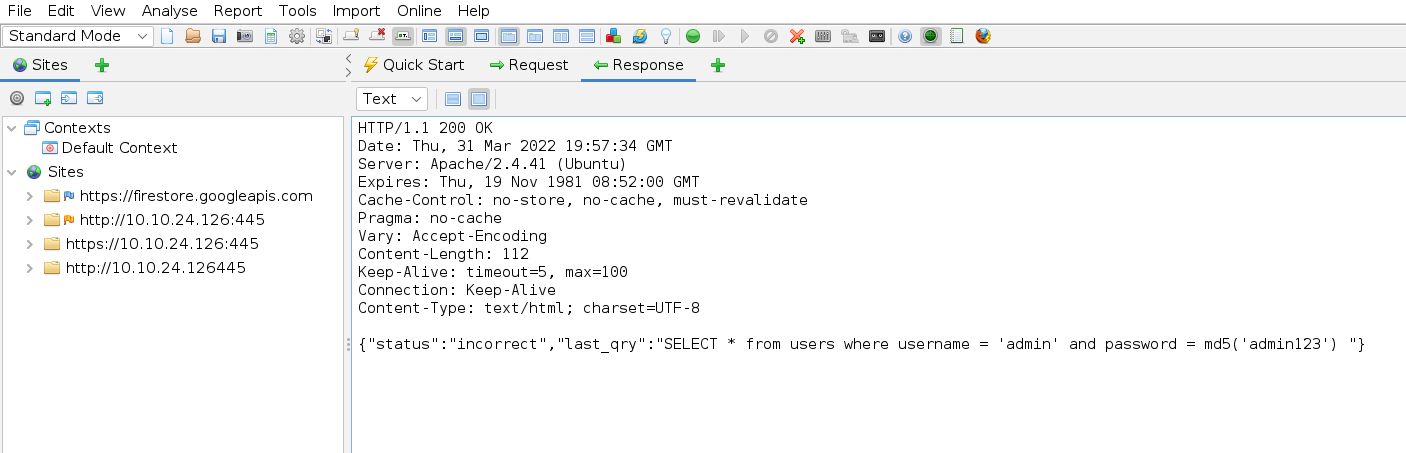 File Edit View Analyse Report Tools Import Online Help
Standard Mode
Sites
Quick Start Request Response
Text
Contexts
Default Context
Sites
https://firestore.googleapis.com
http://10.10.24.126:445
https://10.10.24.126:445
http://10.10.24.126445
HTTP/1.1 200 OK
Date: Thu, 31 Mar 2022 19:57:34 GMT
Server: Apache/2.4.41 (Ubuntu)
Expires: Thu, 19 Nov 1981 08:52:00 GMT
Cache-Control: no-store, no-cache, must-revalidate
Pragma: no-cache
Vary: Accept-Encoding
Content-Length: 112
Keep-Alive: timeout=5, max=100
Connection: Keep-Alive
Content-Type: text/html; charset=UTF-8
{"status":"incorrect","last_qry":"SELECT * from users where username = 'admin' and password = md5('admin123') "}